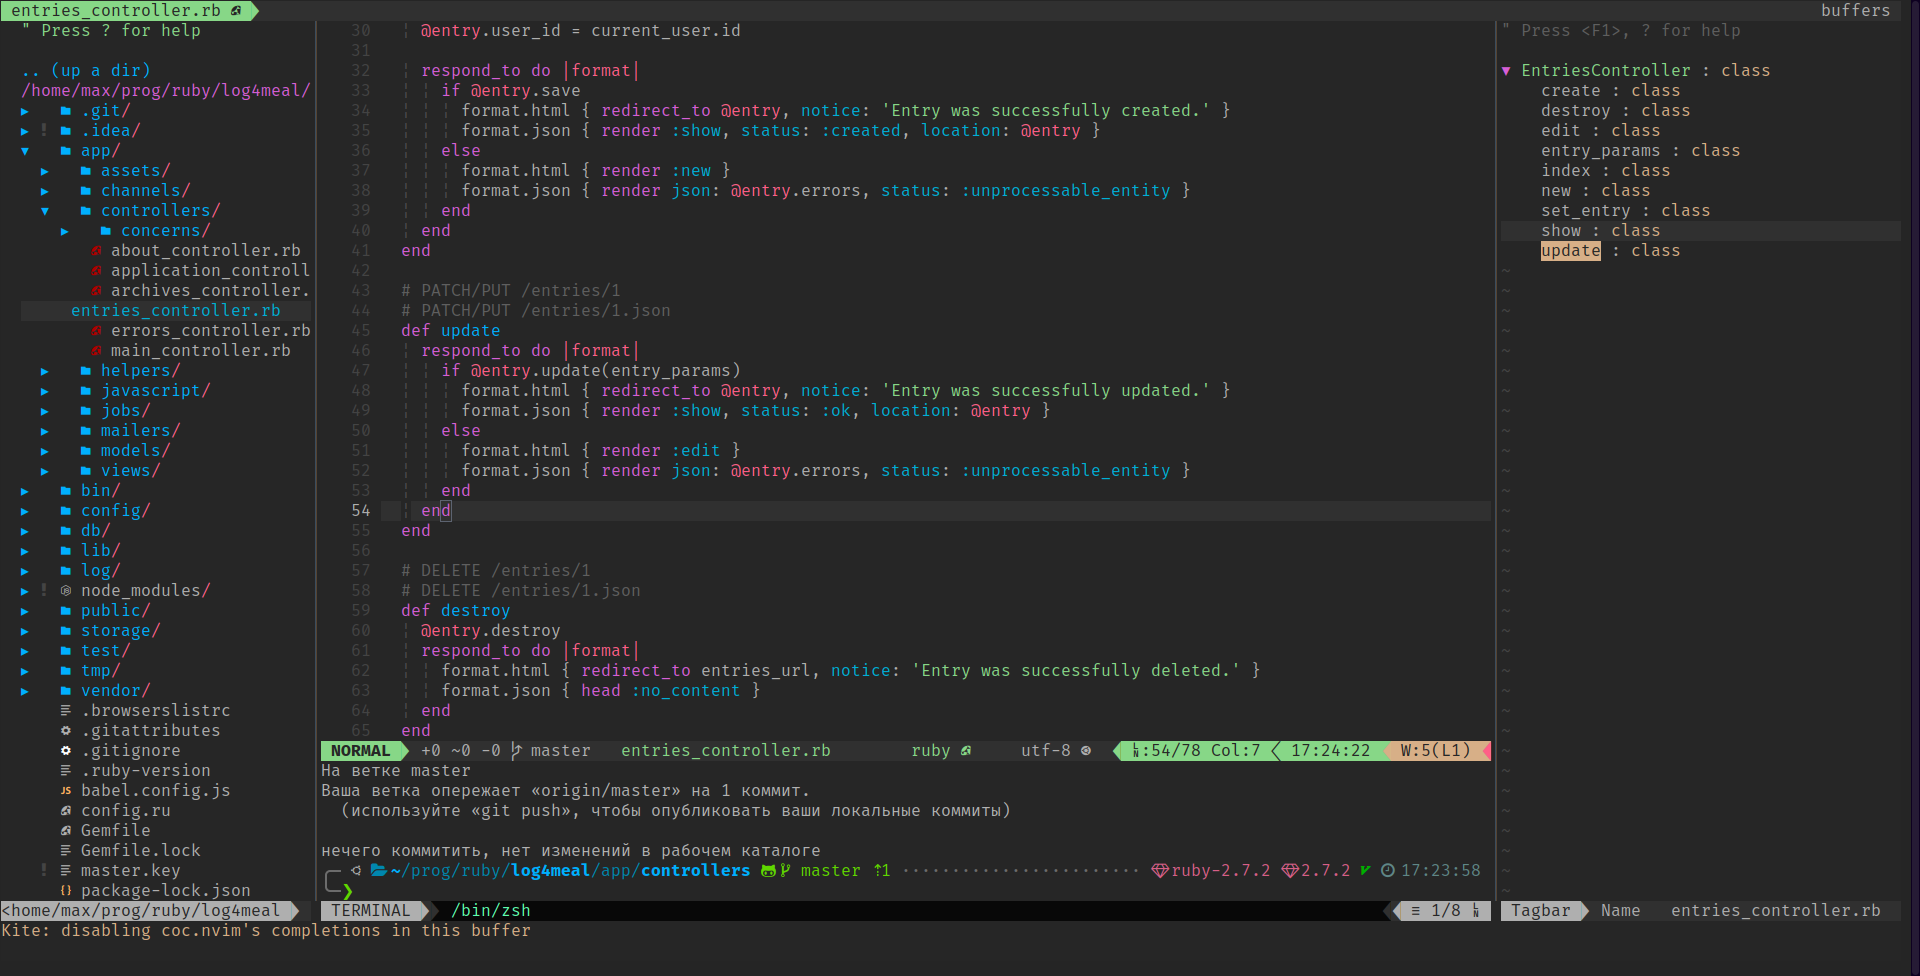 entries_controller.rb
buffers
" Press ? for help
.. (up a dir)
/home/max/prog/ruby/log4meal/
▸ .git/
▸ ! .idea/
▾ app/
▸ assets/
▸ channels/
▾ controllers/
▸ concerns/
about_controller.rb
application_controll
archives_controller.
entries_controller.rb
errors_controller.rb
main_controller.rb
▸ helpers/
▸ javascript/
▸ jobs/
▸ mailers/
▸ models/
▸ views/
▸ bin/
▸ config/
▸ db/
▸ lib/
▸ log/
▸ ! node_modules/
▸ public/
▸ storage/
▸ test/
▸ tmp/
▸ vendor/
.browserslistrc
.gitattributes
.gitignore
.ruby-version
babel.config.js
config.ru
Gemfile
Gemfile.lock
! master.key
package-lock.json
<home/max/prog/ruby/log4meal
30 @entry.user_id = current_user.id
31
32 respond_to do |format|
33 if @entry.save
34 format.html { redirect_to @entry, notice: 'Entry was successfully created.' }
35 format.json { render :show, status: :created, location: @entry }
36 else
37 format.html { render :new }
38 format.json { render json: @entry.errors, status: :unprocessable_entity }
39 end
40 end
41 end
42
43 # PATCH/PUT /entries/1
44 # PATCH/PUT /entries/1.json
45 def update
46 respond_to do |format|
47 if @entry.update(entry_params)
48 format.html { redirect_to @entry, notice: 'Entry was successfully updated.' }
49 format.json { render :show, status: :ok, location: @entry }
50 else
51 format.html { render :edit }
52 format.json { render json: @entry.errors, status: :unprocessable_entity }
53 end
54 end
55 end
56
57 # DELETE /entries/1
58 # DELETE /entries/1.json
59 def destroy
60 @entry.destroy
61 respond_to do |format|
62 format.html { redirect_to entries_url, notice: 'Entry was successfully deleted.' }
63 format.json { head :no_content }
64 end
65 end
NORMAL +0 ~0 -0 master entries_controller.rb ruby utf-8 :54/78 Col:7 17:24:22 W:5(L1)
На ветке master
Ваша ветка опережает «origin/master» на 1 коммит.
(используйте «git push», чтобы опубликовать ваши локальные коммиты)
нечего коммитить, нет изменений в рабочем каталоге
~/prog/ruby/log4meal/app/controllers master ⇡1 ruby-2.7.2 2.7.2 17:23:58
❯
TERMINAL /bin/zsh ≡ 1/8
" Press <F1>, ? for help
▼ EntriesController : class
create : class
destroy : class
edit : class
entry_params : class
index : class
new : class
set_entry : class
show : class
update : class
Tagbar Name entries_controller.rb
Kite: disabling coc.nvim's completions in this buffer